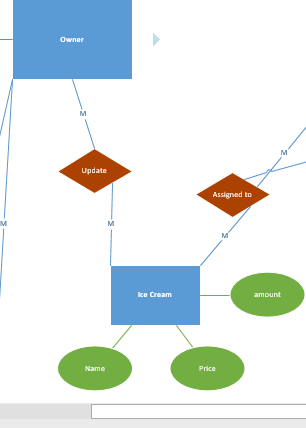 Owner
M
M
Update
Assigned to
M
M
M
Ice Cream
amount
Name
Price